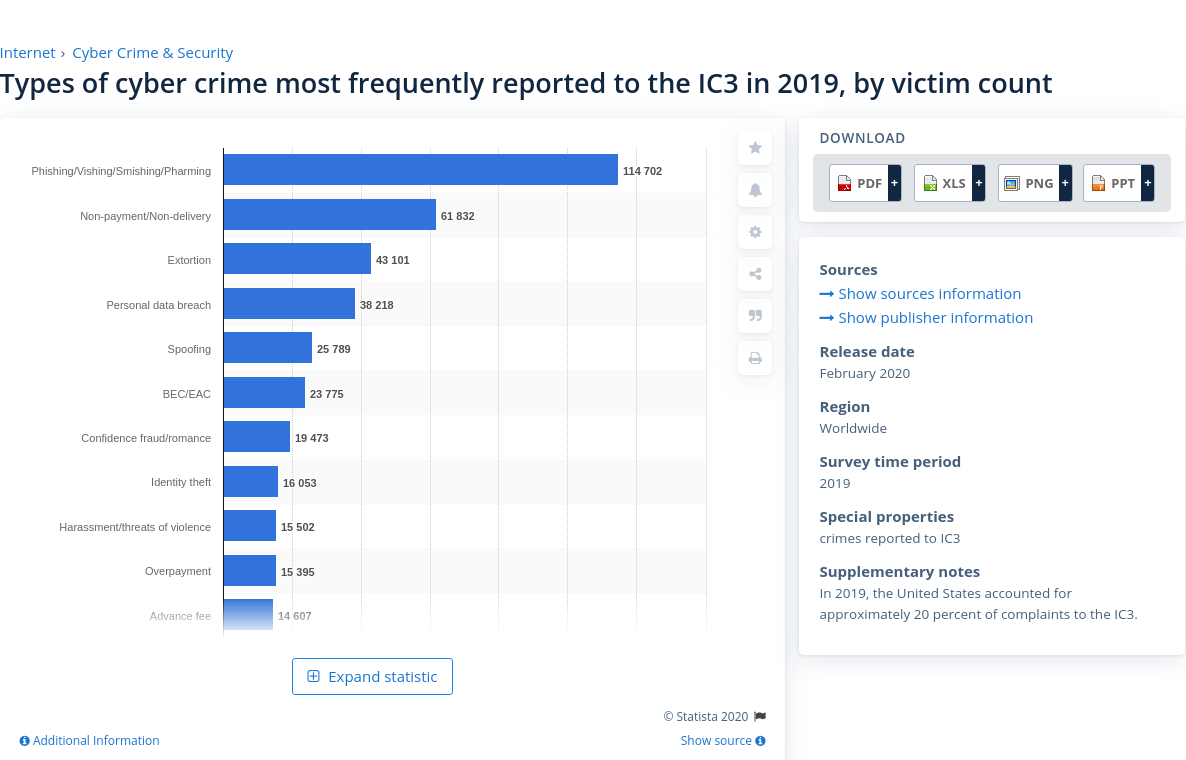 Internet › Cyber Crime & Security
Types of cyber crime most frequently reported to the IC3 in 2019, by victim count
Phishing/Vishing/Smishing/Pharming 114 702
Non-payment/Non-delivery 61 832
Extortion 43 101
Personal data breach 38 218
Spoofing 25 789
BEC/EAC 23 775
Confidence fraud/romance 19 473
Identity theft 16 053
Harassment/threats of violence 15 502
Overpayment 15 395
Advance fee 14 607
Expand statistic
© Statista 2020
Additional Information
Show source
DOWNLOAD
PDF + XLS + PNG + PPT +
Sources
Show sources information
Show publisher information
Release date
February 2020
Region
Worldwide
Survey time period
2019
Special properties
crimes reported to IC3
Supplementary notes
In 2019, the United States accounted for
approximately 20 percent of complaints to the IC3.